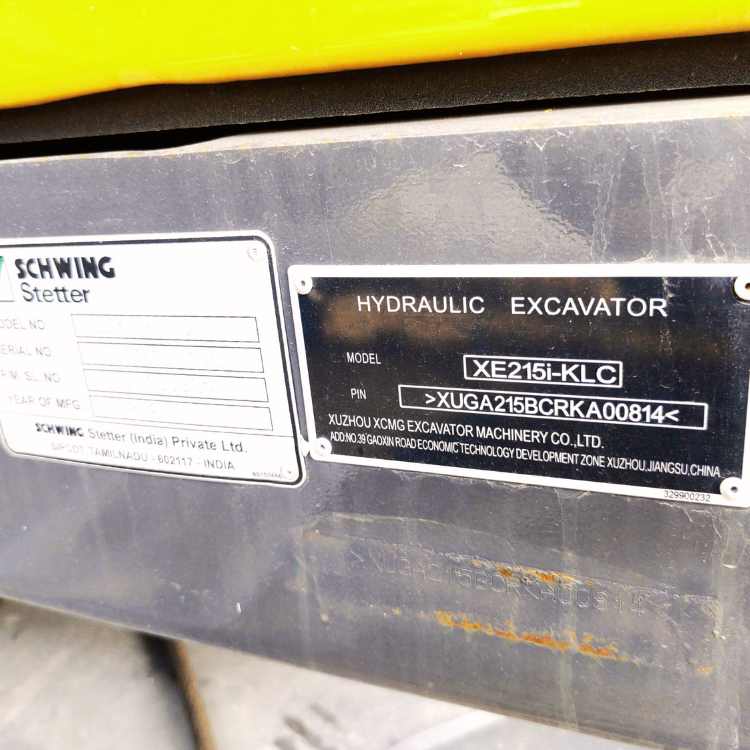 SCHWING
Stetter
ODEL NO
ERIAL NO.
YEAR OF MFG
SCHWING Stetter (India) Private Ltd.
SIPCOT TAMILNADU - 602117 - INDIA
HYDRAULIC EXCAVATOR
MODEL XE215i-KLC
PIN >XUGA215BCRKA00814<
XUZHOU XCMG EXCAVATOR MACHINERY CO.,LTD.
ADD:NO.39 GAOXIN ROAD ECONOMIC TECHNOLOGY DEVELOPMENT ZONE XUZHOU,JIANGSU,CHINA
329900232